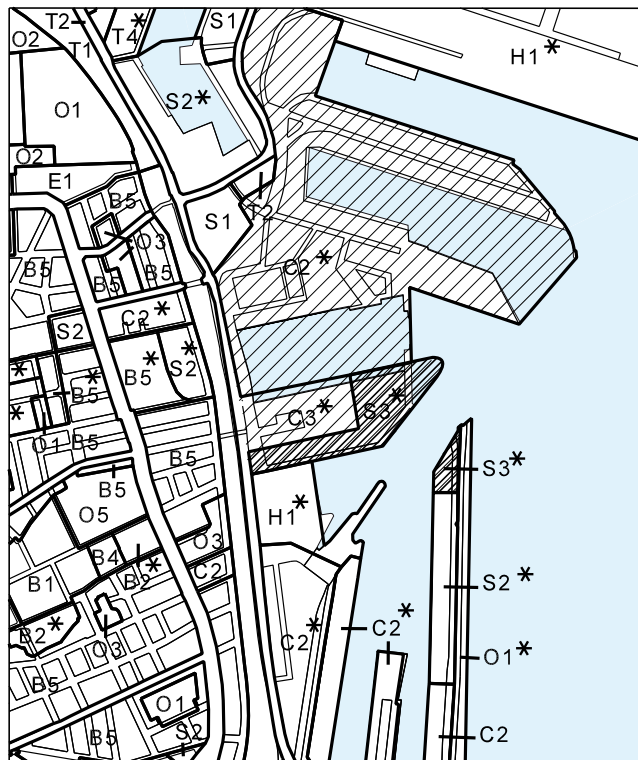 T2
T4*
S1
O2
T1
H1*
O1
S2*
O2
E1
B5
S1
T2
O3
B5
B5
B5
C2*
C2*
S2
B5*
S2*
*
*
B5
*
C3*
S3*
O1
B5
B5
B5
S3*
O5
H1*
O3
B4
B2*
C2
B1
S2*
C2*
B2*
O3
C2*
O1*
B5
O1
B5
S2
C2